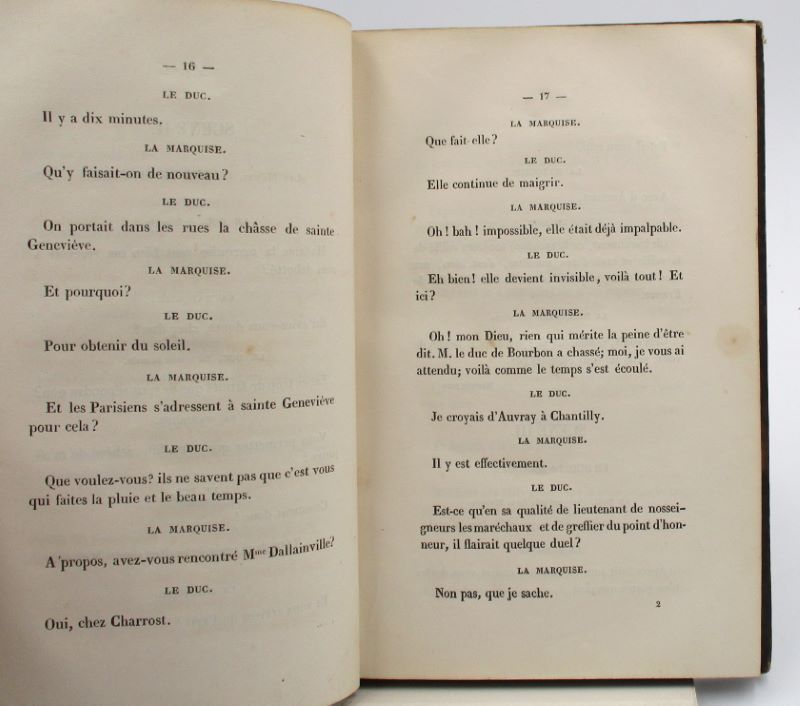 — 16 —
LE DUC.
Il y a dix minutes.
LA MARQUISE.
Qu'y faisait-on de nouveau?
LE DUC.
On portait dans les rues la châsse de sainte
Geneviéve.
LA MARQUISE.
Et pourquoi?
LE DUC.
Pour obtenir du soleil.
LA MARQUISE.
Et les Parisiens s'adressent à sainte Geneviéve
pour cela?
LE DUC.
Que voulez-vous? ils ne savent pas que c'est vous
qui faites la pluie et le beau temps.
LA MARQUISE.
A 'propos, avez-vous rencontré Mme Dallainville?
LE DUC.
Oui, chez Charrost.
— 17 —
LA MARQUISE.
Que fait-elle?
LE DUC.
Elle continue de maigrir.
LA MARQUISE.
Oh! bah! impossible, elle était déjà impalpable.
LE DUC.
Eh bien! elle devient invisible, voilà tout! Et
ici?
LA MARQUISE.
Oh! mon Dieu, rien qui mérite la peine d'être
dit. M. le duc de Bourbon a chassé; moi, je vous ai
attendu; voilà comme le temps s'est écoulé.
LE DUC.
Je croyais d'Auvray à Chantilly.
LA MARQUISE.
Il y est effectivement.
LE DUC.
Est-ce qu'en sa qualité de lieutenant de nossei-
gneurs les maréchaux et de greffier du point d'hon-
neur, il flairait quelque duel?
LA MARQUISE.
Non pas, que je sache.
2